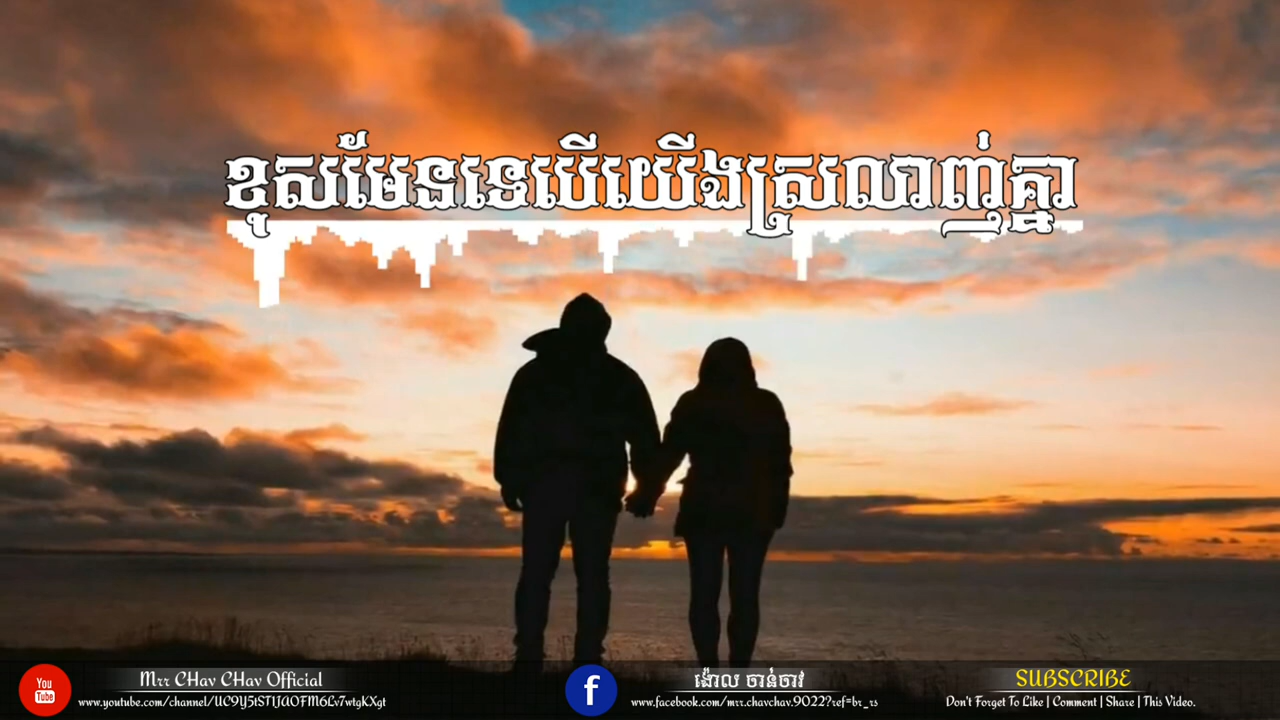 ខុសមែនទេបើយើងស្រលាញ់គ្នា
You
Tube
Mrr CHav CHav Official
www.youtube.com/channel/UC9Y5tST1JAOFM6Lv7wtgKXgt
f
ង៉ោល ចាន់ចាវ
www.facebook.com/mrr.chavchav.9022?ref=br_rs
SUBSCRIBE
Don't Forget To Like | Comment | Share | This Video.